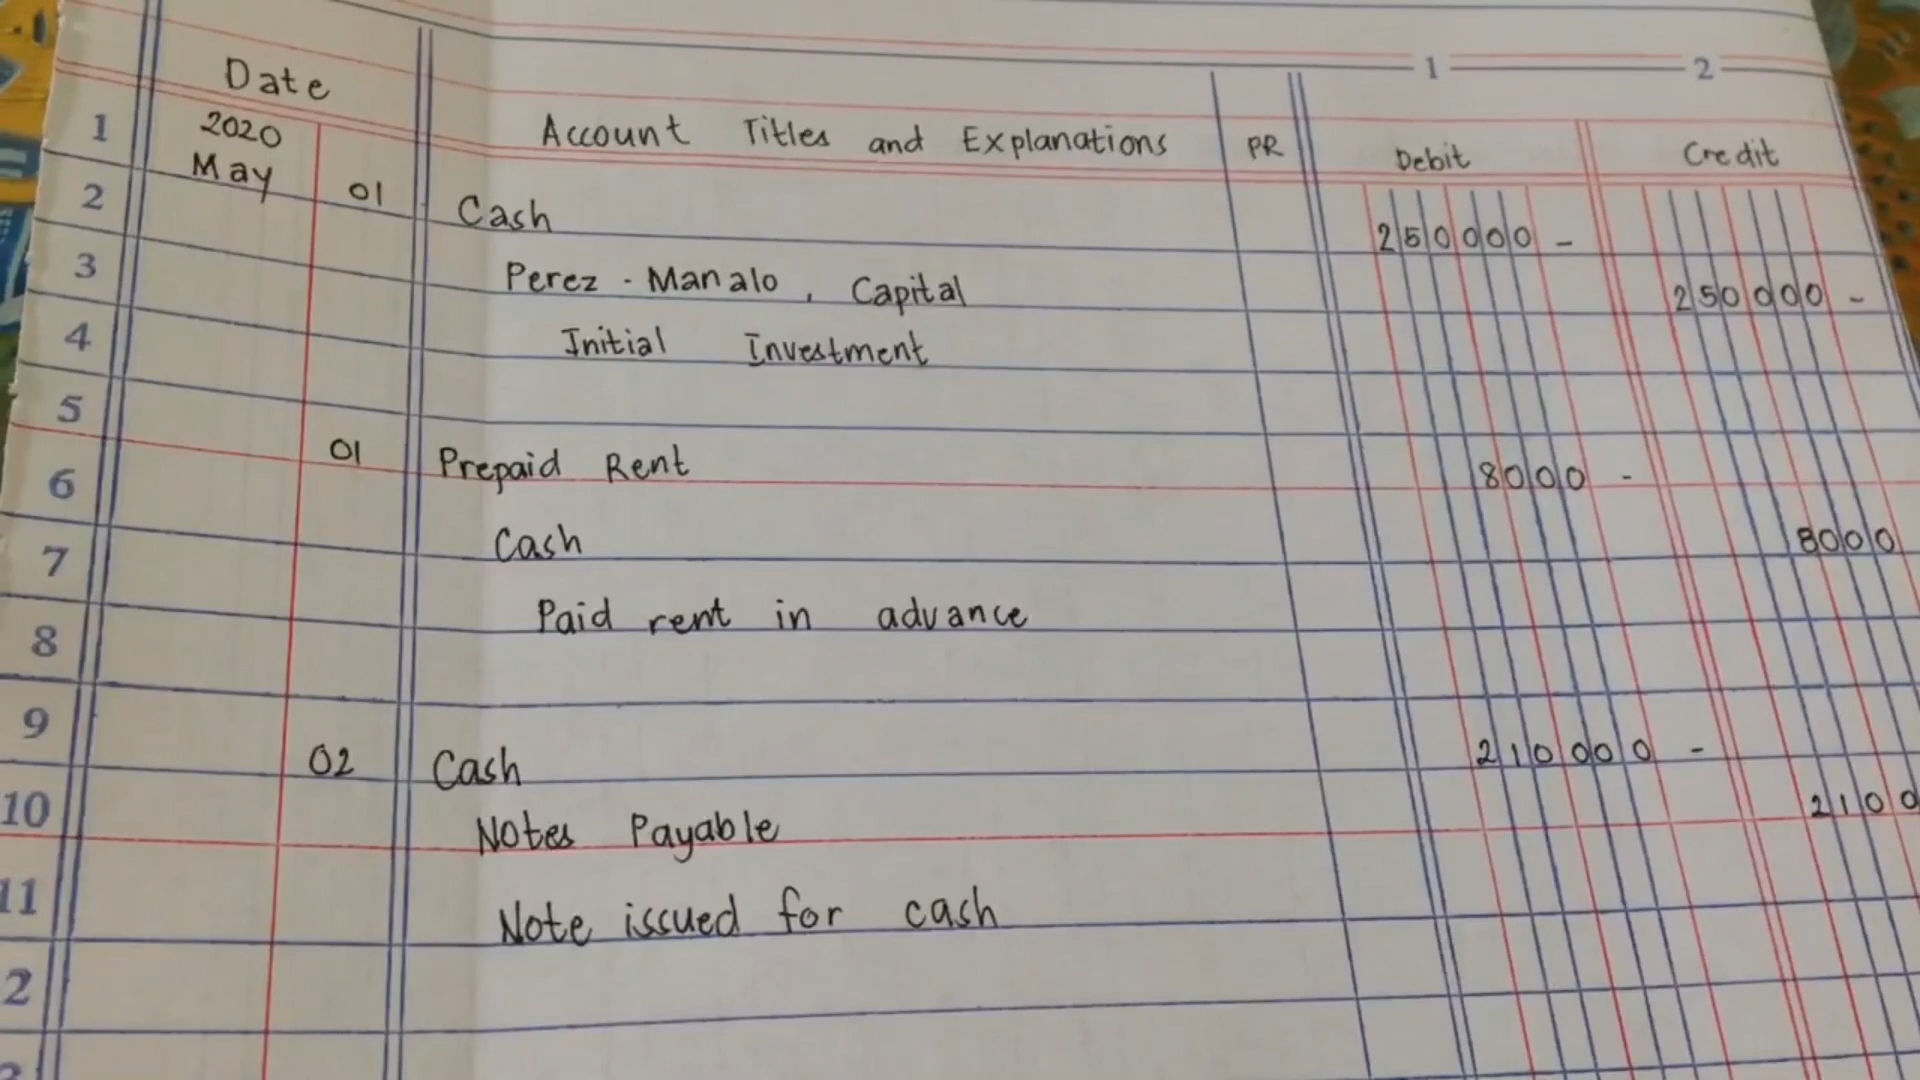 1 2
Date Account Titles and Explanations PR Debit Credit
1 2020
May 01
2 Cash 250000 -
3 Perez - Manalo, Capital 250000 -
4 Initial Investment
5
01 Prepaid Rent 8000 -
6
7 Cash 8000
8 Paid rent in advance
9
02 Cash 210000 -
10 Notes Payable 2100
11 Note issued for cash
2